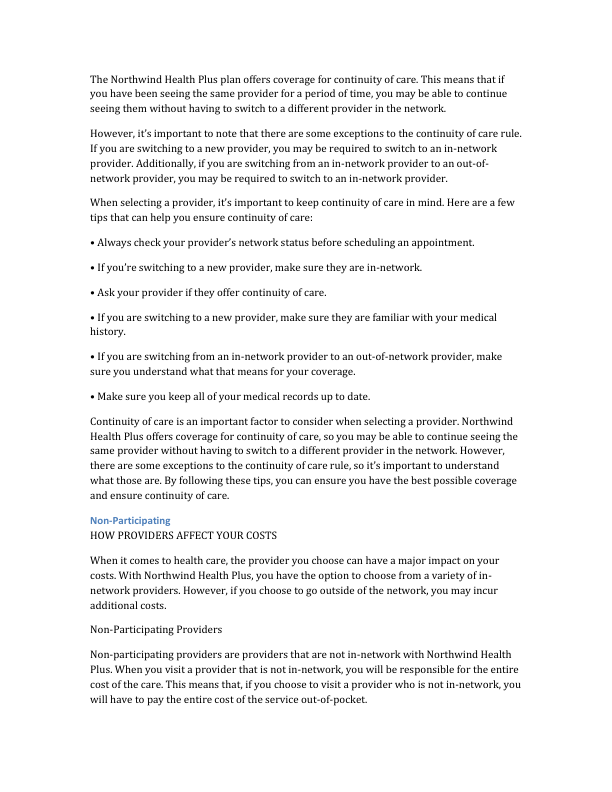 The Northwind Health Plus plan offers coverage for continuity of care. This means that if
you have been seeing the same provider for a period of time, you may be able to continue
seeing them without having to switch to a different provider in the network.
However, it’s important to note that there are some exceptions to the continuity of care rule.
If you are switching to a new provider, you may be required to switch to an in-network
provider. Additionally, if you are switching from an in-network provider to an out-of-
network provider, you may be required to switch to an in-network provider.
When selecting a provider, it’s important to keep continuity of care in mind. Here are a few
tips that can help you ensure continuity of care:
• Always check your provider’s network status before scheduling an appointment.
• If you’re switching to a new provider, make sure they are in-network.
• Ask your provider if they offer continuity of care.
• If you are switching to a new provider, make sure they are familiar with your medical
history.
• If you are switching from an in-network provider to an out-of-network provider, make
sure you understand what that means for your coverage.
• Make sure you keep all of your medical records up to date.
Continuity of care is an important factor to consider when selecting a provider. Northwind
Health Plus offers coverage for continuity of care, so you may be able to continue seeing the
same provider without having to switch to a different provider in the network. However,
there are some exceptions to the continuity of care rule, so it’s important to understand
what those are. By following these tips, you can ensure you have the best possible coverage
and ensure continuity of care.
Non-Participating
HOW PROVIDERS AFFECT YOUR COSTS
When it comes to health care, the provider you choose can have a major impact on your
costs. With Northwind Health Plus, you have the option to choose from a variety of in-
network providers. However, if you choose to go outside of the network, you may incur
additional costs.
Non-Participating Providers
Non-participating providers are providers that are not in-network with Northwind Health
Plus. When you visit a provider that is not in-network, you will be responsible for the entire
cost of the care. This means that, if you choose to visit a provider who is not in-network, you
will have to pay the entire cost of the service out-of-pocket.